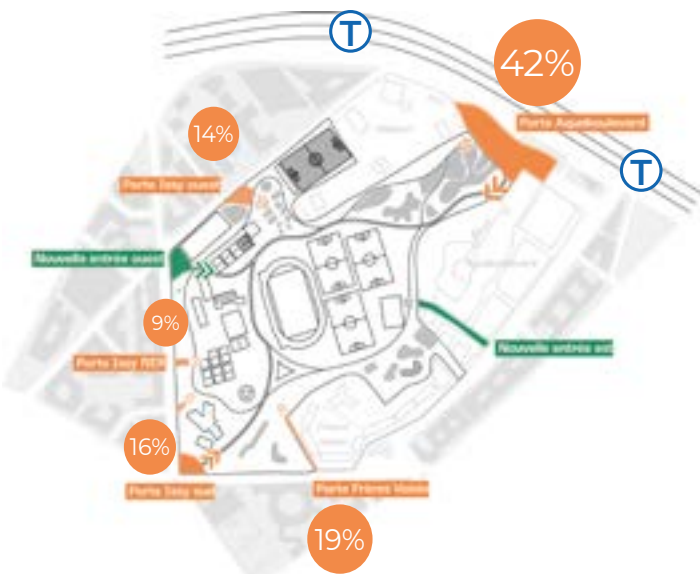 T
42%
Porte Aquaboulevard
14%
T
Porte Issy ouest
Nouvelle entrée ouest
9%
Nouvelle entrée est
Porte Issy RER
16%
Porte Issy sud
Porte Frères Voisin
19%